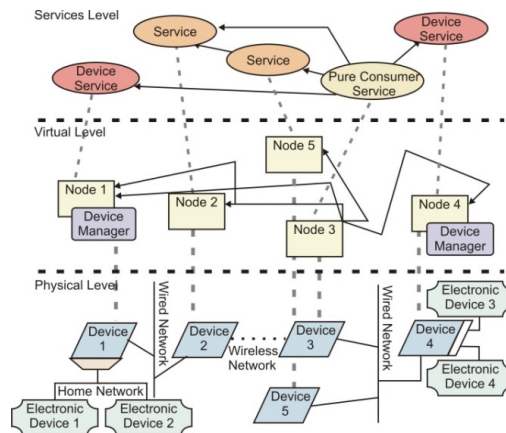 Services Level
Service
Device
Service
Service
Device
Service
Pure Consumer
Service
Virtual Level
Node 5
Node 1
Device
Manager
Node 2
Node 3
Node 4
Device
Manager
Physical Level
Wired Network
Wired Network
Electronic
Device 3
Device
1
Device
2
Wireless
Network
Device
3
Device
4
Home Network
Device
5
Electronic
Device 4
Electronic
Device 1
Electronic
Device 2